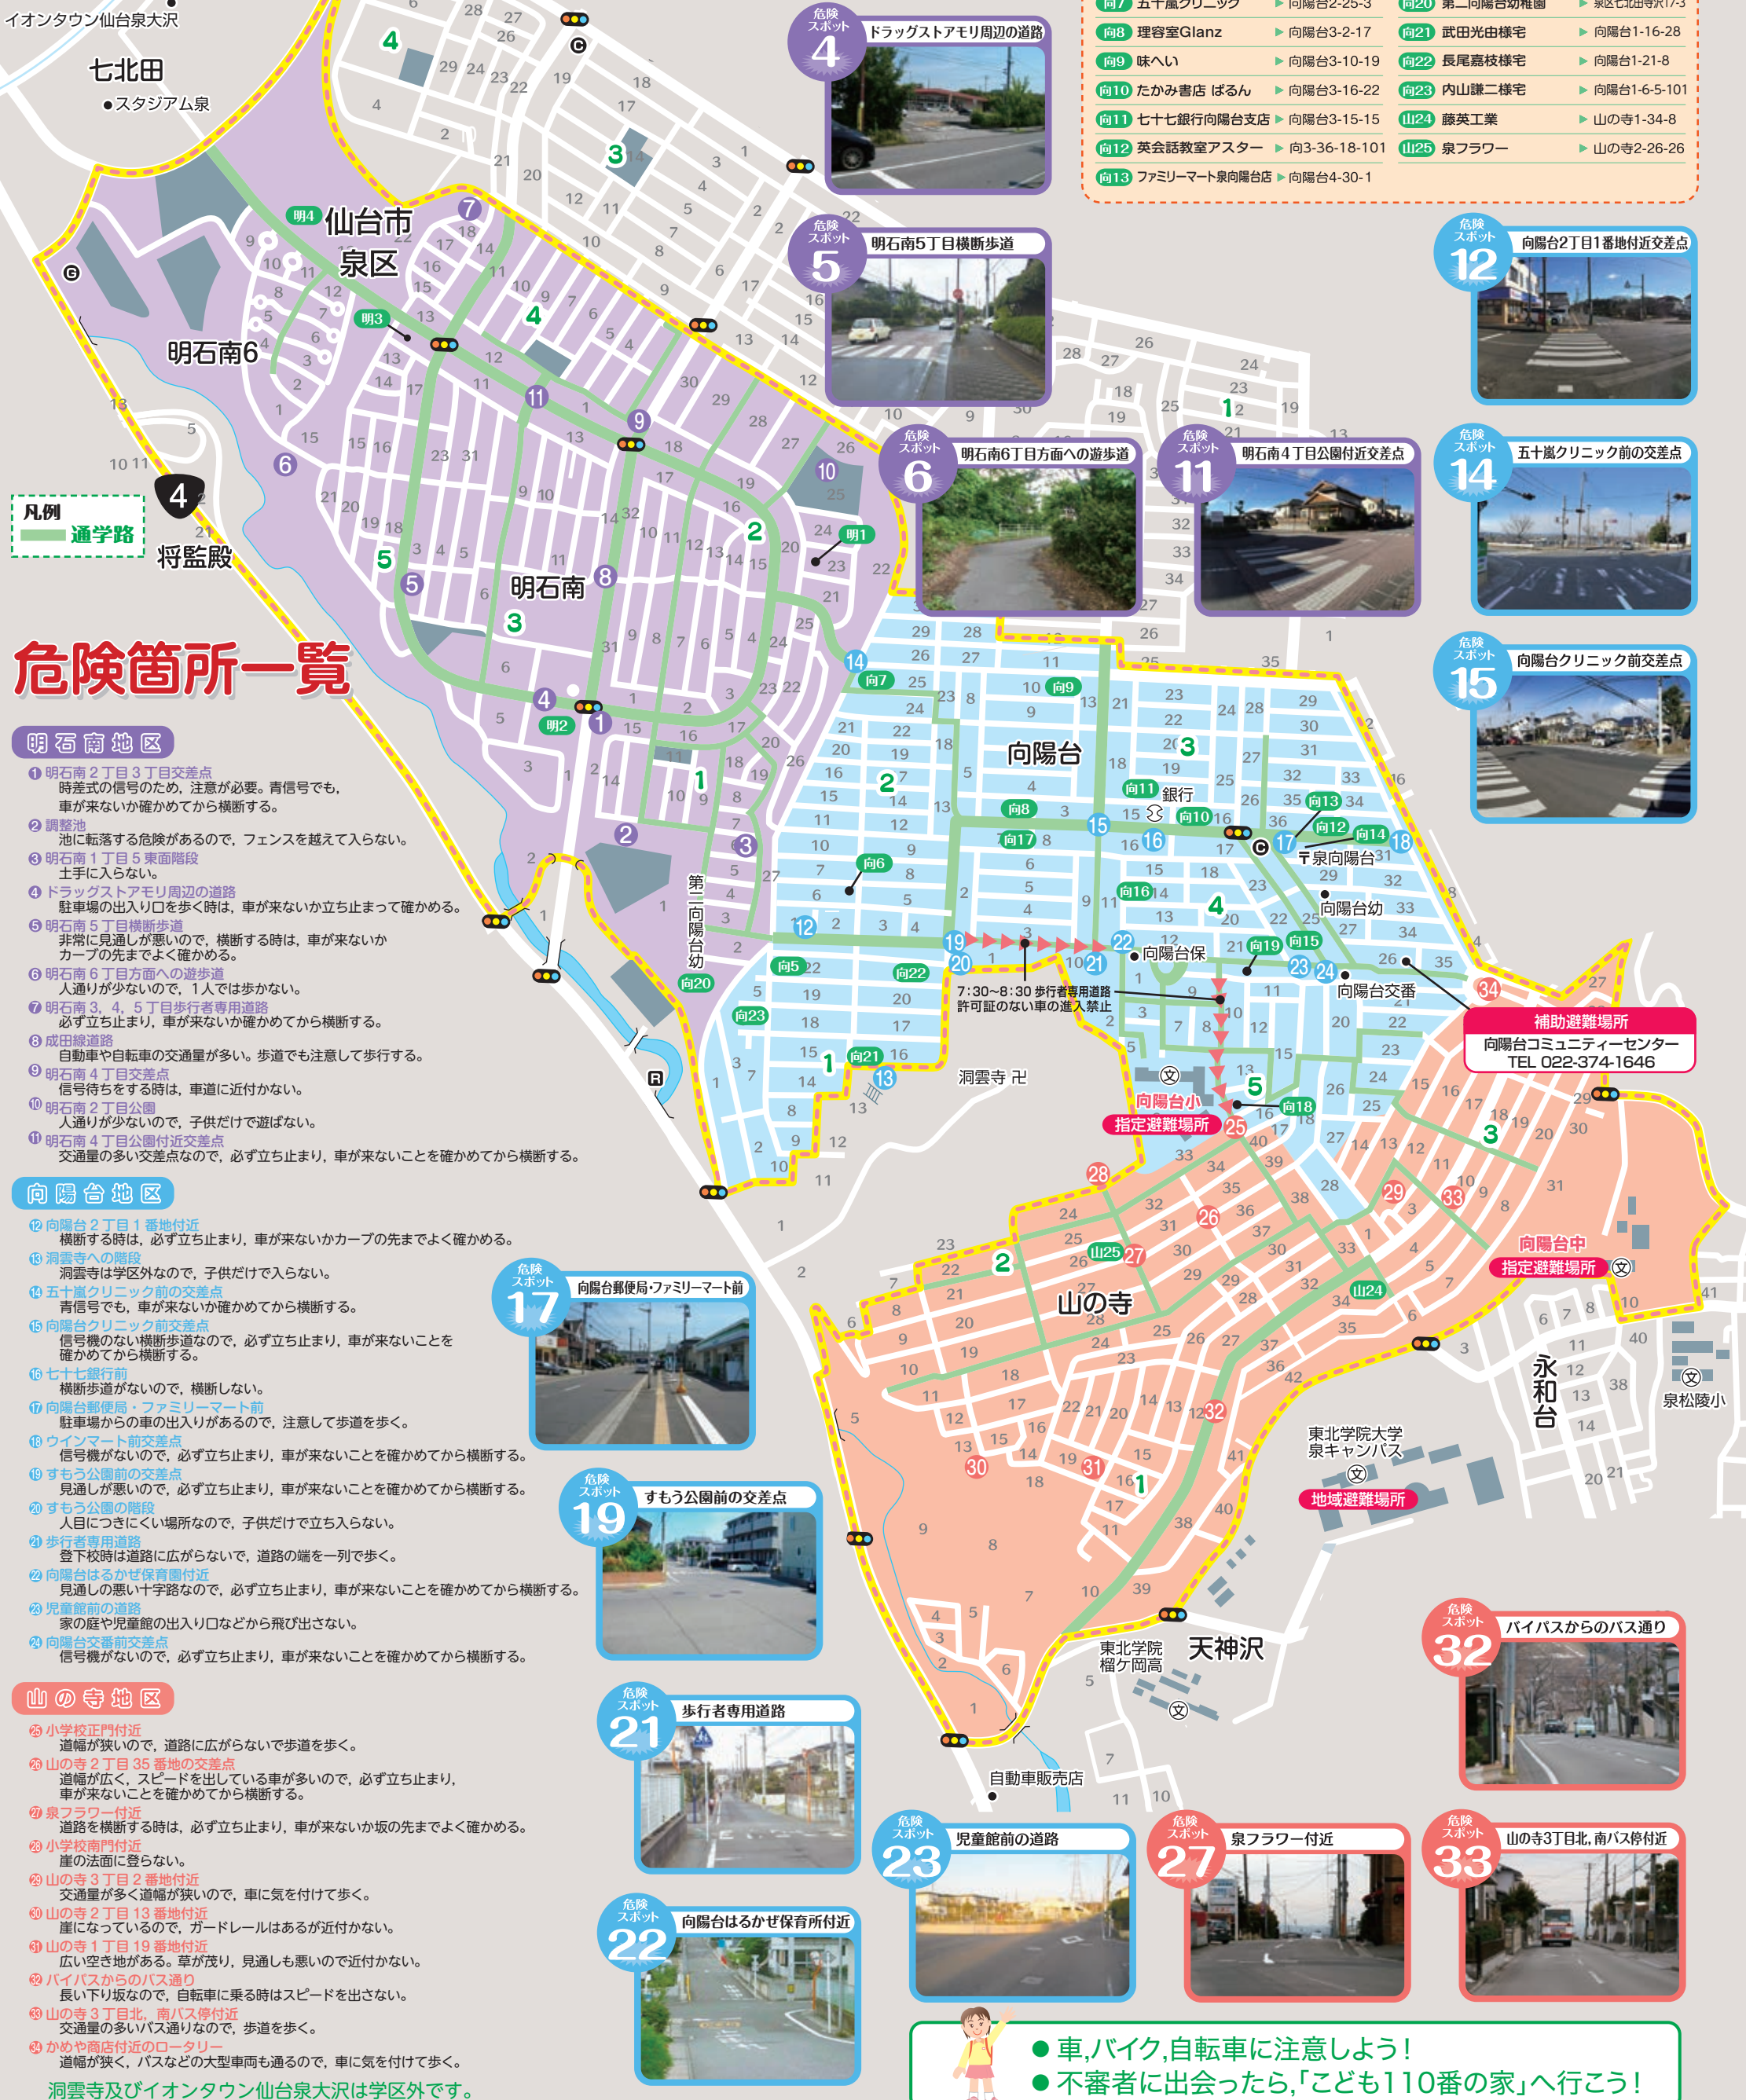 イオンタウン仙台泉大沢
七北田
●スタジアム泉
仙台市
泉区
明石南6
明石南
将監殿
凡例
通学路
向7 五十嵐クリニック ▶ 向陽台2-25-3
向8 理容室Glanz ▶ 向陽台3-2-17
向9 味へい ▶ 向陽台3-10-19
向10 たかみ書店 ぱるん ▶ 向陽台3-16-22
向11 七十七銀行向陽台支店 ▶ 向陽台3-15-15
向12 英会話教室アスター ▶ 向3-36-18-101
向13 ファミリーマート泉向陽台店 ▶ 向陽台4-30-1
向20 第二向陽台幼稚園 ▶ 泉区七北田寺沢17-3
向21 武田光由様宅 ▶ 向陽台1-16-28
向22 長尾嘉枝様宅 ▶ 向陽台1-21-8
向23 内山謙二様宅 ▶ 向陽台1-6-5-101
山24 藤英工業 ▶ 山の寺1-34-8
山25 泉フラワー ▶ 山の寺2-26-26
危険スポット 4 ドラッグストアモリ周辺の道路
危険スポット 5 明石南5丁目横断歩道
危険スポット 6 明石南6丁目方面への遊歩道
危険スポット 11 明石南4丁目公園付近交差点
危険スポット 12 向陽台2丁目1番地付近交差点
危険スポット 14 五十嵐クリニック前の交差点
危険スポット 15 向陽台クリニック前交差点
危険箇所一覧
明石南地区
❶明石南2丁目3丁目交差点
時差式の信号のため，注意が必要。青信号でも，
車が来ないか確かめてから横断する。
❷調整池
池に転落する危険があるので，フェンスを越えて入らない。
❸明石南1丁目5東面階段
土手に入らない。
❹ドラッグストアモリ周辺の道路
駐車場の出入り口を歩く時は，車が来ないか立ち止まって確かめる。
❺明石南5丁目横断歩道
非常に見通しが悪いので，横断する時は，車が来ないか
カーブの先までよく確かめる。
❻明石南6丁目方面への遊歩道
人通りが少ないので，1人では歩かない。
❼明石南3，4，5丁目歩行者専用道路
必ず立ち止まり，車が来ないか確かめてから横断する。
❽成田線道路
自動車や自転車の交通量が多い。歩道でも注意して歩行する。
❾明石南4丁目交差点
信号待ちをする時は，車道に近付かない。
❿明石南2丁目公園
人通りが少ないので，子供だけで遊ばない。
⓫明石南4丁目公園付近交差点
交通量の多い交差点なので，必ず立ち止まり，車が来ないことを確かめてから横断する。
向陽台地区
⓬向陽台2丁目1番地付近
横断する時は，必ず立ち止まり，車が来ないかカーブの先までよく確かめる。
⓭洞雲寺への階段
洞雲寺は学区外なので，子供だけで入らない。
⓮五十嵐クリニック前の交差点
青信号でも，車が来ないか確かめてから横断する。
⓯向陽台クリニック前交差点
信号機のない横断歩道なので，必ず立ち止まり，車が来ないことを
確かめてから横断する。
⓰七十七銀行前
横断歩道がないので，横断しない。
⓱向陽台郵便局・ファミリーマート前
駐車場からの車の出入りがあるので，注意して歩道を歩く。
⓲ウインマート前交差点
信号機がないので，必ず立ち止まり，車が来ないことを確かめてから横断する。
⓳すもう公園前の交差点
見通しが悪いので，必ず立ち止まり，車が来ないことを確かめてから横断する。
⓴すもう公園の階段
人目につきにくい場所なので，子供だけで立ち入らない。
㉑歩行者専用道路
登下校時は道路に広がらないで，道路の端を一列で歩く。
㉒向陽台はるかぜ保育園付近
見通しの悪い十字路なので，必ず立ち止まり，車が来ないことを確かめてから横断する。
㉓児童館前の道路
家の庭や児童館の出入り口などから飛び出さない。
㉔向陽台交番前交差点
信号機がないので，必ず立ち止まり，車が来ないことを確かめてから横断する。
山の寺地区
㉕小学校正門付近
道幅が狭いので，道路に広がらないで歩道を歩く。
㉖山の寺2丁目35番地の交差点
道幅が広く，スピードを出している車が多いので，必ず立ち止まり，
車が来ないことを確かめてから横断する。
㉗泉フラワー付近
道路を横断する時は，必ず立ち止まり，車が来ないか坂の先までよく確かめる。
㉘小学校南門付近
崖の法面に登らない。
㉙山の寺3丁目2番地付近
交通量が多く道幅が狭いので，車に気を付けて歩く。
㉚山の寺2丁目13番地付近
崖になっているので，ガードレールはあるが近付かない。
㉛山の寺1丁目19番地付近
広い空き地がある。草が茂り，見通しも悪いので近付かない。
㉜バイパスからのバス通り
長い下り坂なので，自転車に乗る時はスピードを出さない。
㉝山の寺3丁目北，南バス停付近
交通量の多いバス通りなので，歩道を歩く。
㉞かめや商店付近のロータリー
道幅が狭く，バスなどの大型車両も通るので，車に気を付けて歩く。
洞雲寺及びイオンタウン仙台泉大沢は学区外です。
向陽台
銀行
〒泉向陽台
向陽台幼
第二向陽台幼
向陽台保
向陽台交番
7：30～8：30 歩行者専用道路
許可証のない車の進入禁止
洞雲寺 卍
向陽台小
指定避難場所
補助避難場所
向陽台コミュニティーセンター
TEL 022-374-1646
向陽台中
指定避難場所
山の寺
永和台
泉松陵小
東北学院大学
泉キャンパス
地域避難場所
東北学院
榴ケ岡高
天神沢
自動車販売店
危険スポット 17 向陽台郵便局・ファミリーマート前
危険スポット 19 すもう公園前の交差点
危険スポット 21 歩行者専用道路
危険スポット 22 向陽台はるかぜ保育所付近
危険スポット 23 児童館前の道路
危険スポット 27 泉フラワー付近
危険スポット 32 バイパスからのバス通り
危険スポット 33 山の寺3丁目北，南バス停付近
●車,バイク,自転車に注意しよう！
●不審者に出会ったら,「こども110番の家」へ行こう！